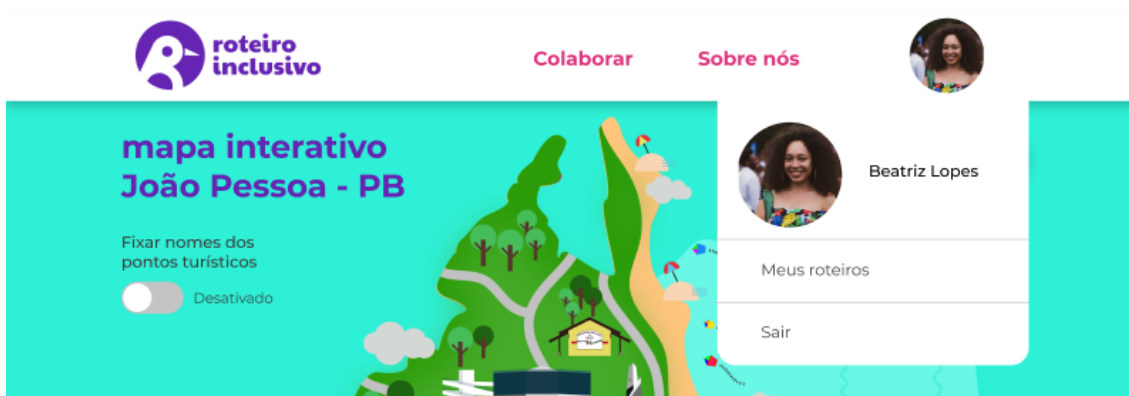 roteiro
inclusivo
Colaborar
Sobre nós
mapa interativo
João Pessoa - PB
Fixar nomes dos
pontos turísticos
Desativado
Beatriz Lopes
Meus roteiros
Sair